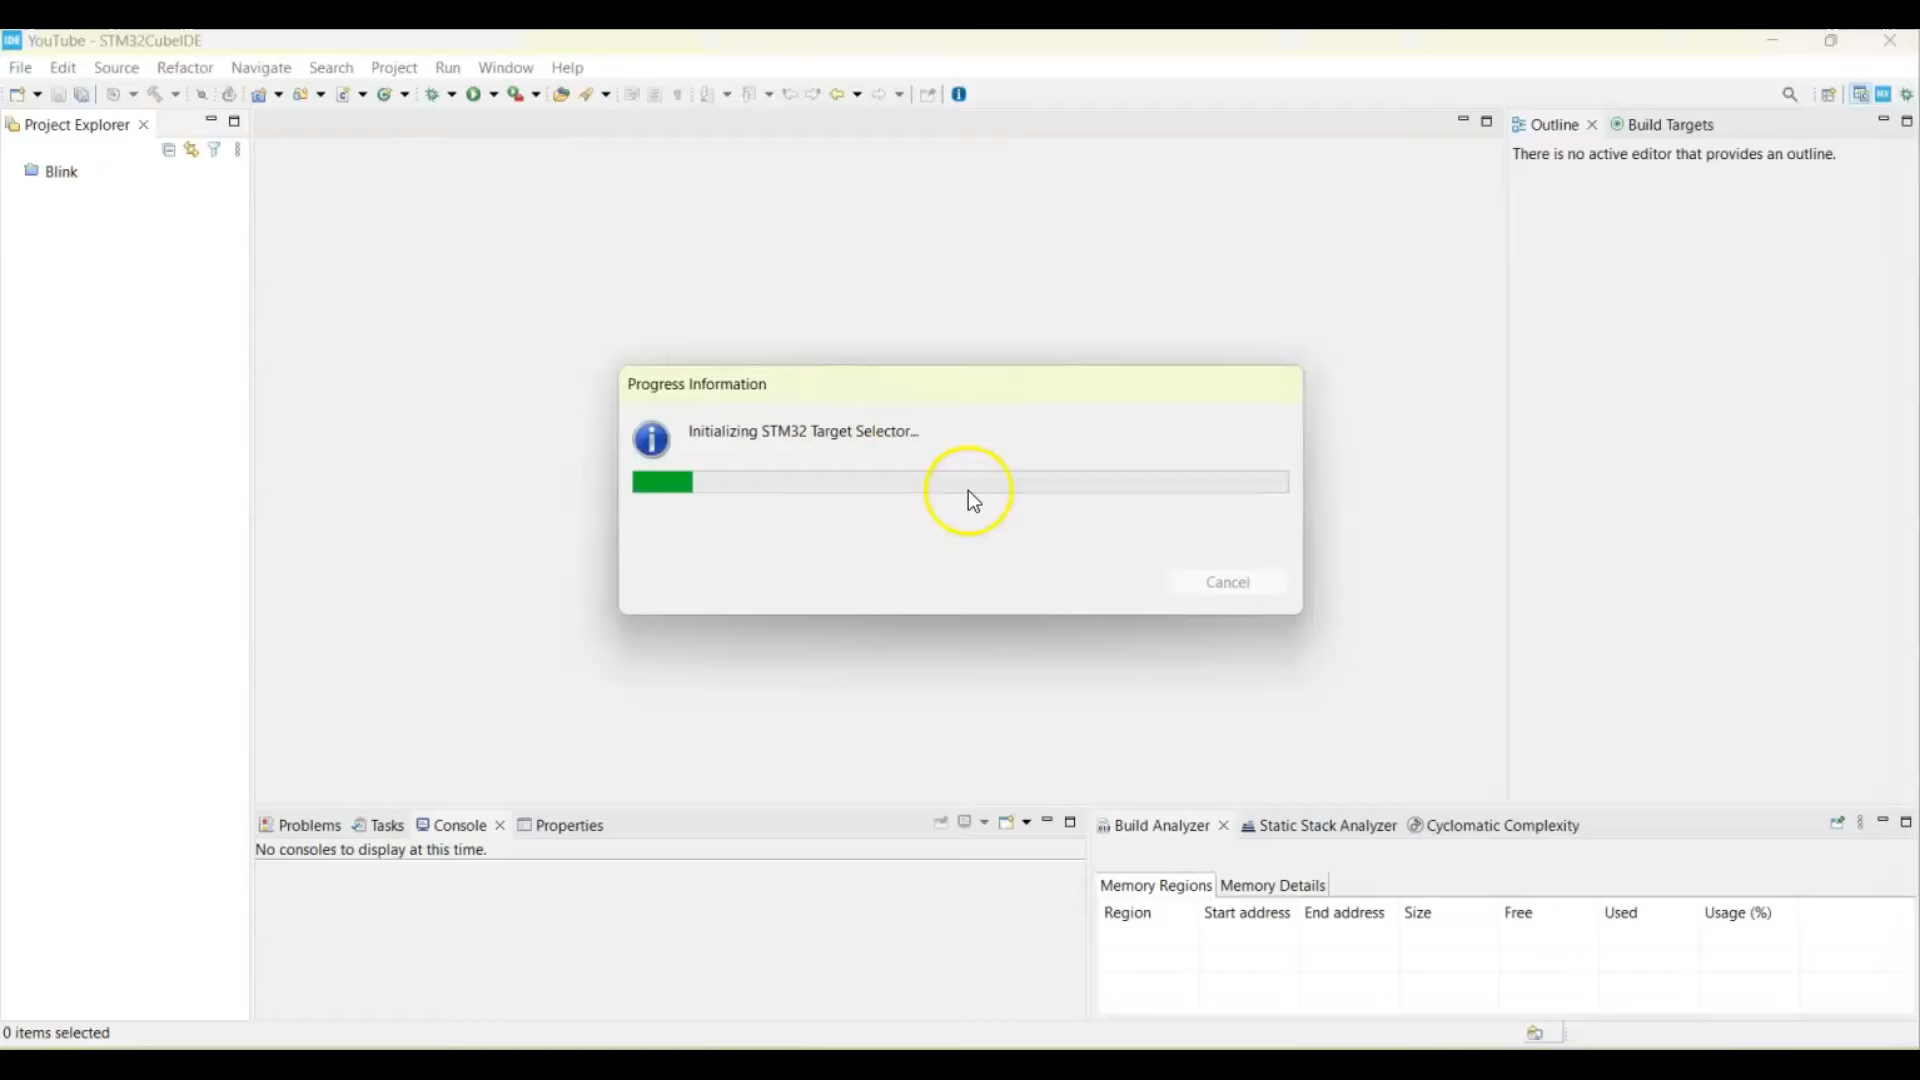 IDE YouTube - STM32CubeIDE
File Edit Source Refactor Navigate Search Project Run Window Help
Project Explorer
Outline Build Targets
Blink
There is no active editor that provides an outline.
Progress Information
Initializing STM32 Target Selector...
Cancel
Problems Tasks Console Properties
No consoles to display at this time.
Build Analyzer Static Stack Analyzer Cyclomatic Complexity
Memory Regions Memory Details
Region Start address End address Size Free Used Usage (%)
0 items selected